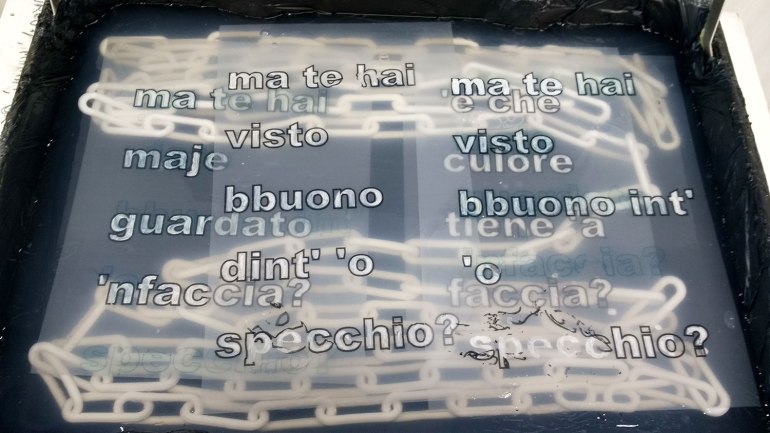 ma te hai
maje
guardato
'nfaccia?
ma te hai
visto
bbuono
dint' 'o
specchio?
ma te hai
visto
bbuono int'
'o
specchio?
'e che
culore
tiene 'a
faccia?